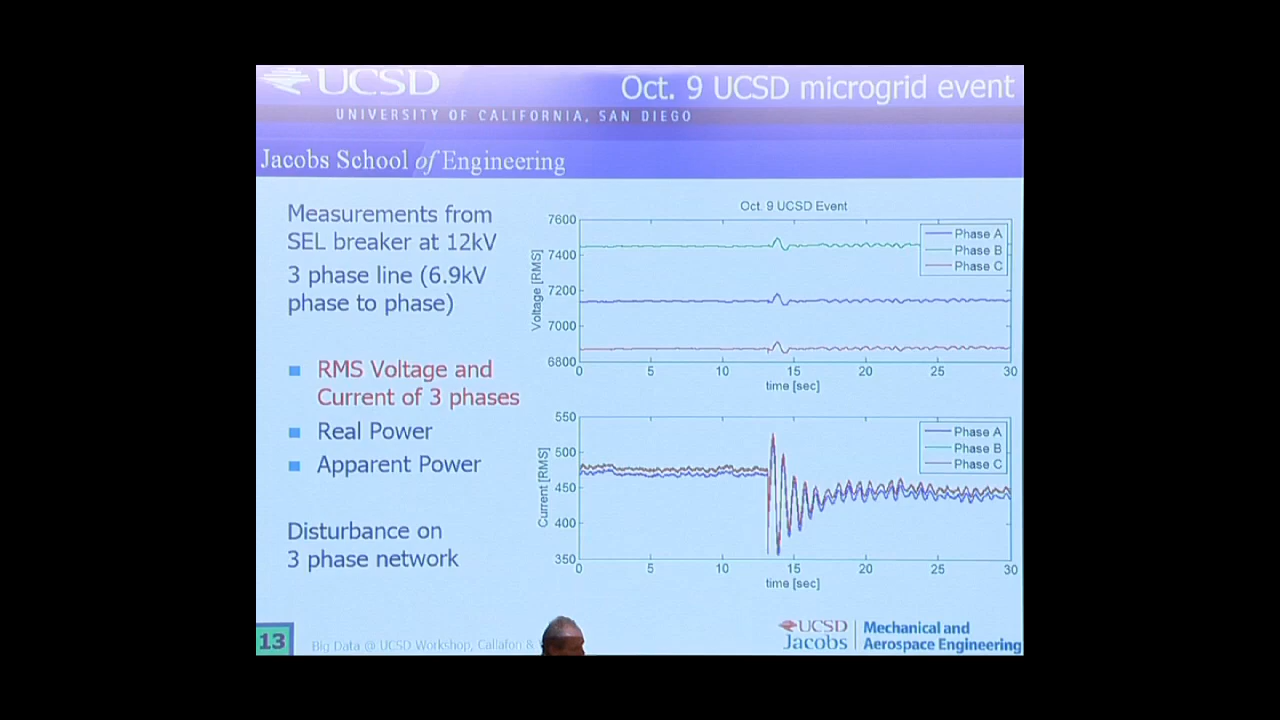 UCSD
Oct. 9 UCSD microgrid event
UNIVERSITY OF CALIFORNIA, SAN DIEGO
Jacobs School of Engineering
Measurements from
SEL breaker at 12kV
3 phase line (6.9kV
phase to phase)
RMS Voltage and
Current of 3 phases
Real Power
Apparent Power
Disturbance on
3 phase network
Oct. 9 UCSD Event
Voltage [RMS]
7600
7400
7200
7000
6800
0 5 10 15 20 25 30
time [sec]
Phase A
Phase B
Phase C
Current [RMS]
550
500
450
400
350
0 5 10 15 20 25 30
time [sec]
Phase A
Phase B
Phase C
13
Big Data @ UCSD Workshop, Callafon &
UCSD
Jacobs
Mechanical and
Aerospace Engineering